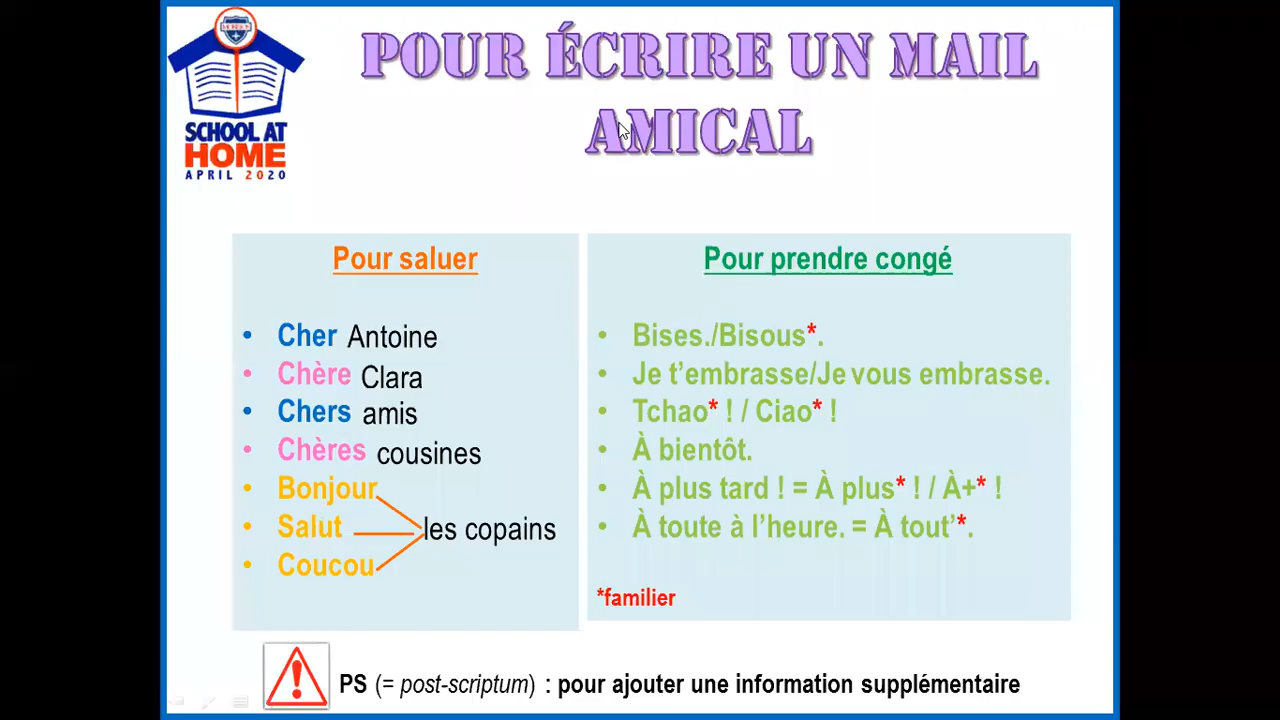 SCHOOL AT
HOME
APRIL 2020
POUR ÉCRIRE UN MAIL
AMICAL
Pour saluer
• Cher Antoine
• Chère Clara
• Chers amis
• Chères cousines
• Bonjour
• Salut
• Coucou
les copains
Pour prendre congé
• Bises./Bisous*.
• Je t’embrasse/Je vous embrasse.
• Tchao* ! / Ciao* !
• À bientôt.
• À plus tard ! = À plus* ! / À+* !
• À toute à l’heure. = À tout’*.
*familier
PS (= post-scriptum) : pour ajouter une information supplémentaire